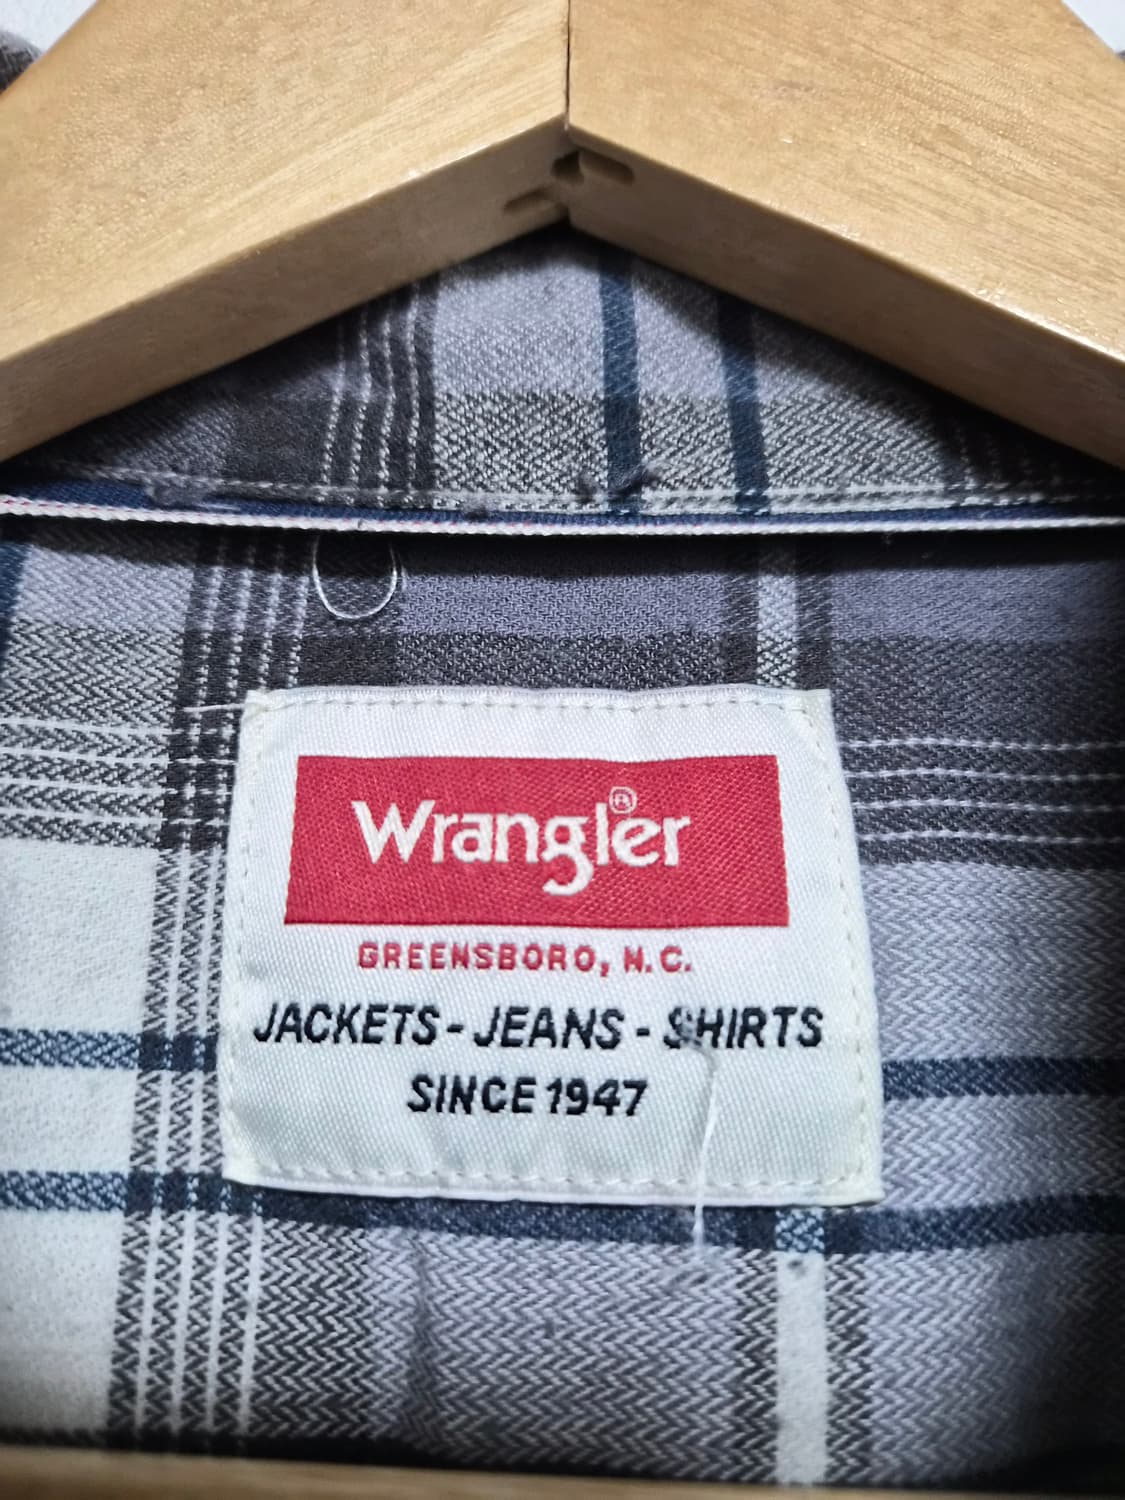 Wrangler®
GREENSBORO, N.C.
JACKETS - JEANS - SHIRTS
SINCE 1947